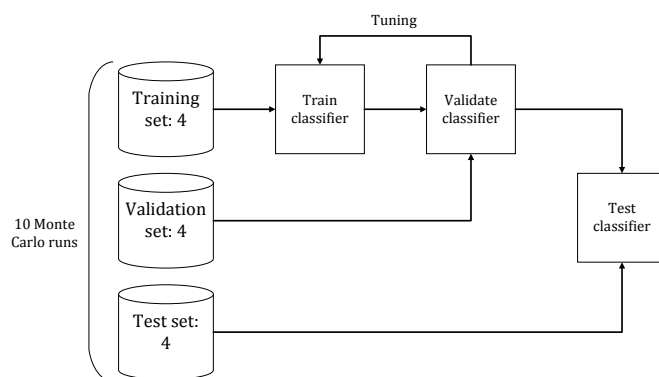 Tuning
Training
set: 4
Train
classifier
Validate
classifier
Validation
set: 4
10 Monte
Carlo runs
Test
classifier
Test set:
4